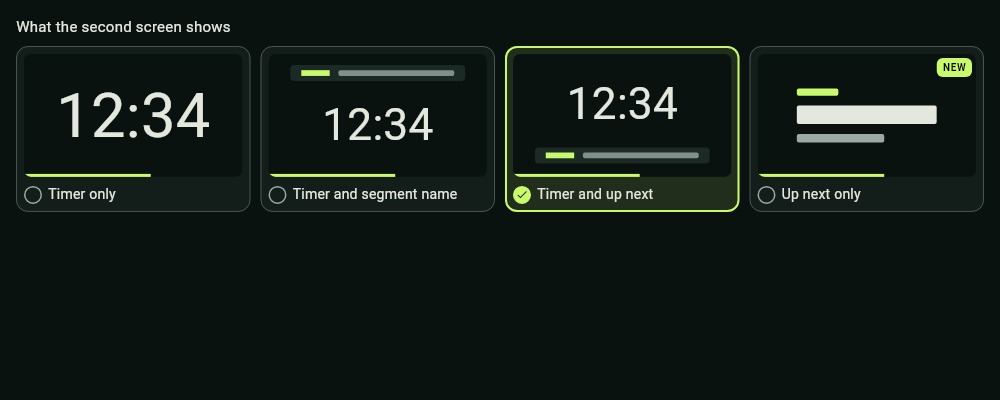 What the second screen shows
12:34
Timer only
12:34
Timer and segment name
12:34
Timer and up next
NEW
Up next only